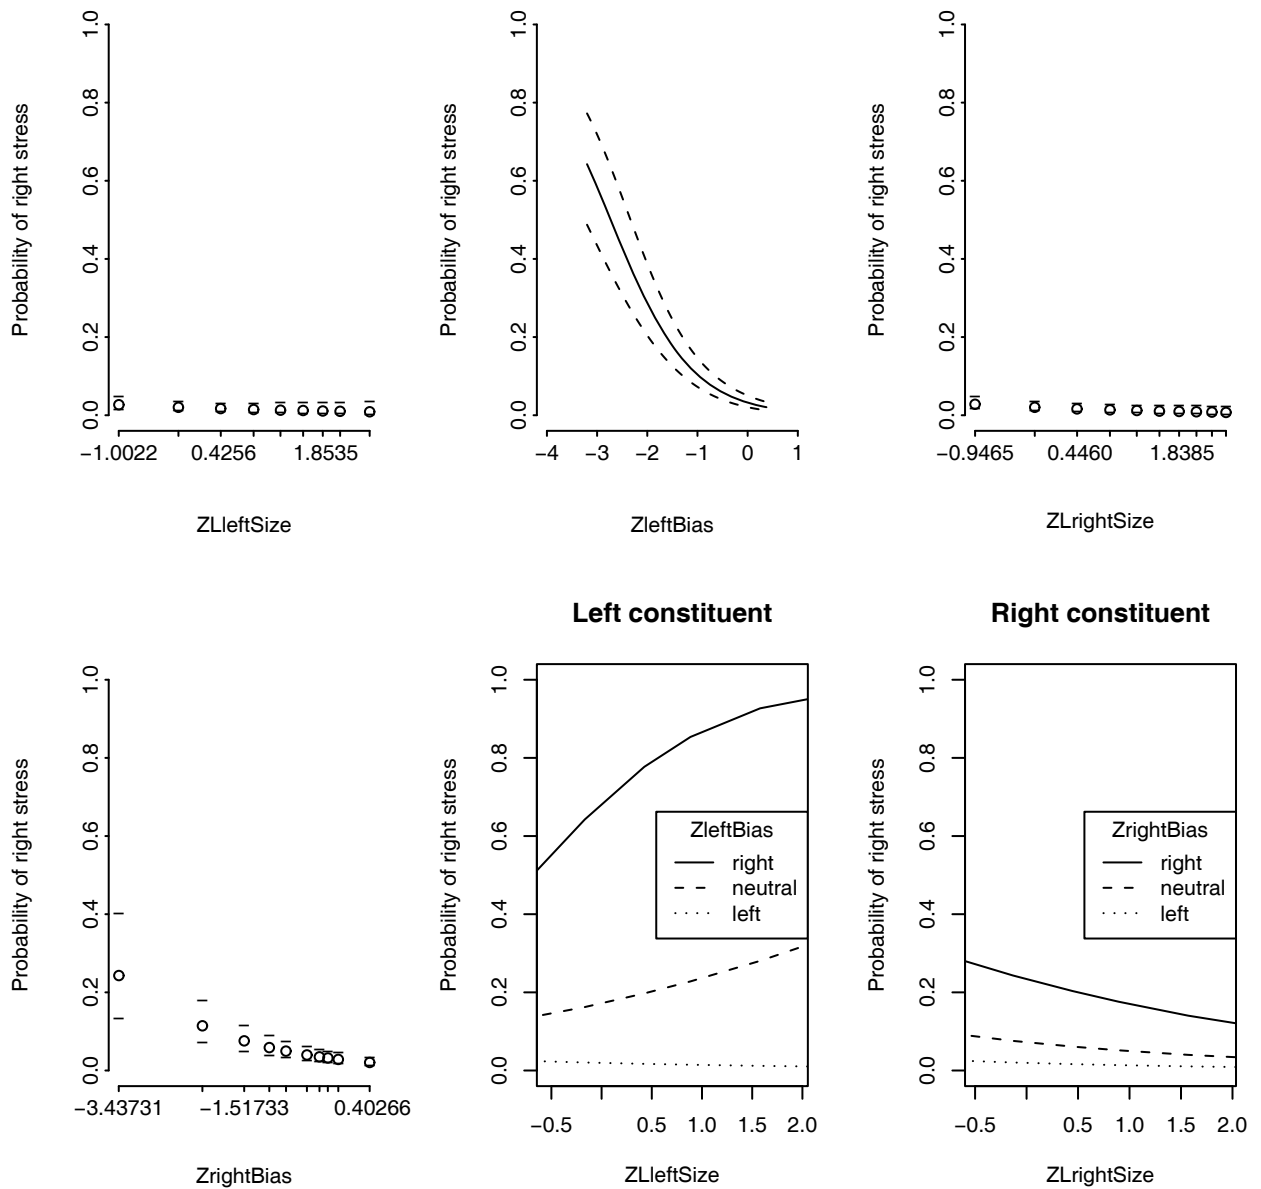 Probability of right stress
0.0 0.2 0.4 0.6 0.8 1.0
−1.0022 0.4256 1.8535
ZLleftSize
Probability of right stress
0.0 0.2 0.4 0.6 0.8 1.0
−4 −3 −2 −1 0 1
ZleftBias
Probability of right stress
0.0 0.2 0.4 0.6 0.8 1.0
−0.9465 0.4460 1.8385
ZLrightSize
Probability of right stress
0.0 0.2 0.4 0.6 0.8 1.0
−3.43731 −1.51733 0.40266
ZrightBias
Left constituent
Probability of right stress
0.0 0.2 0.4 0.6 0.8 1.0
ZleftBias
right
neutral
left
−0.5 0.5 1.0 1.5 2.0
ZLleftSize
Right constituent
Probability of right stress
0.0 0.2 0.4 0.6 0.8 1.0
ZrightBias
right
neutral
left
−0.5 0.5 1.0 1.5 2.0
ZLrightSize